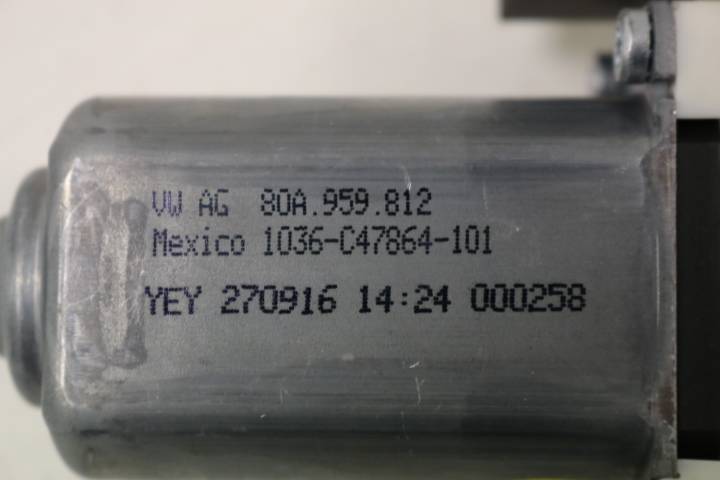 VW AG 80A.959.812
Mexico 1036-C47864-101
YEY 270916 14:24 000258